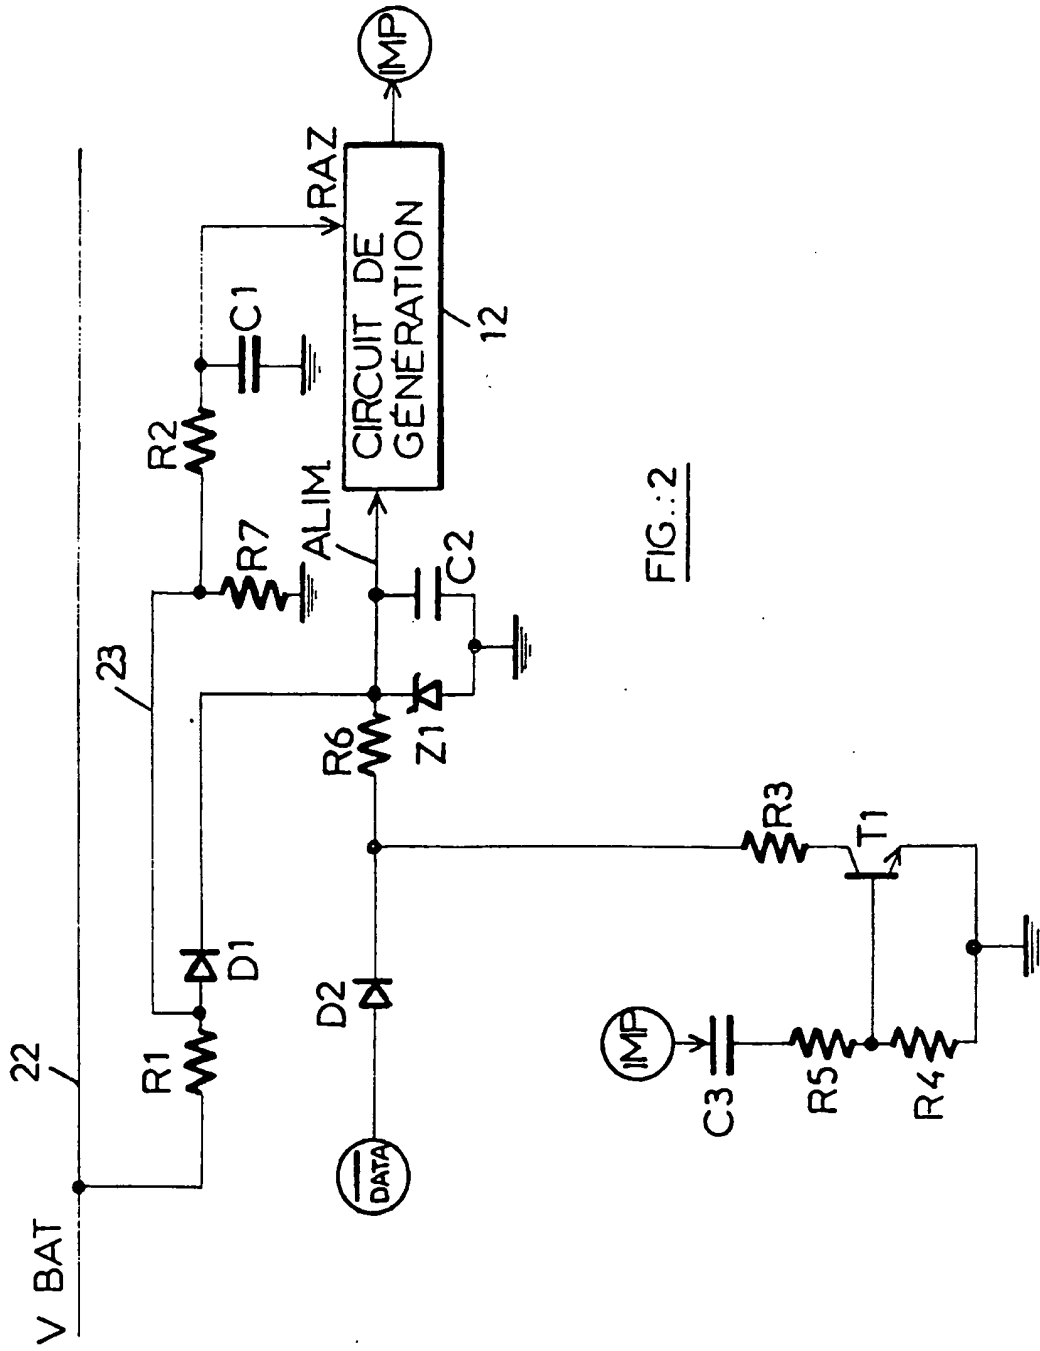 V BAT
22
R1
D1
23
R7
R2
C1
RAZ
DATA
D2
R6
Z1
C2
ALIM.
CIRCUIT DE
GÉNÉRATION
12
IMP
IMP
C3
R5
R4
T1
R3
FIG..:2